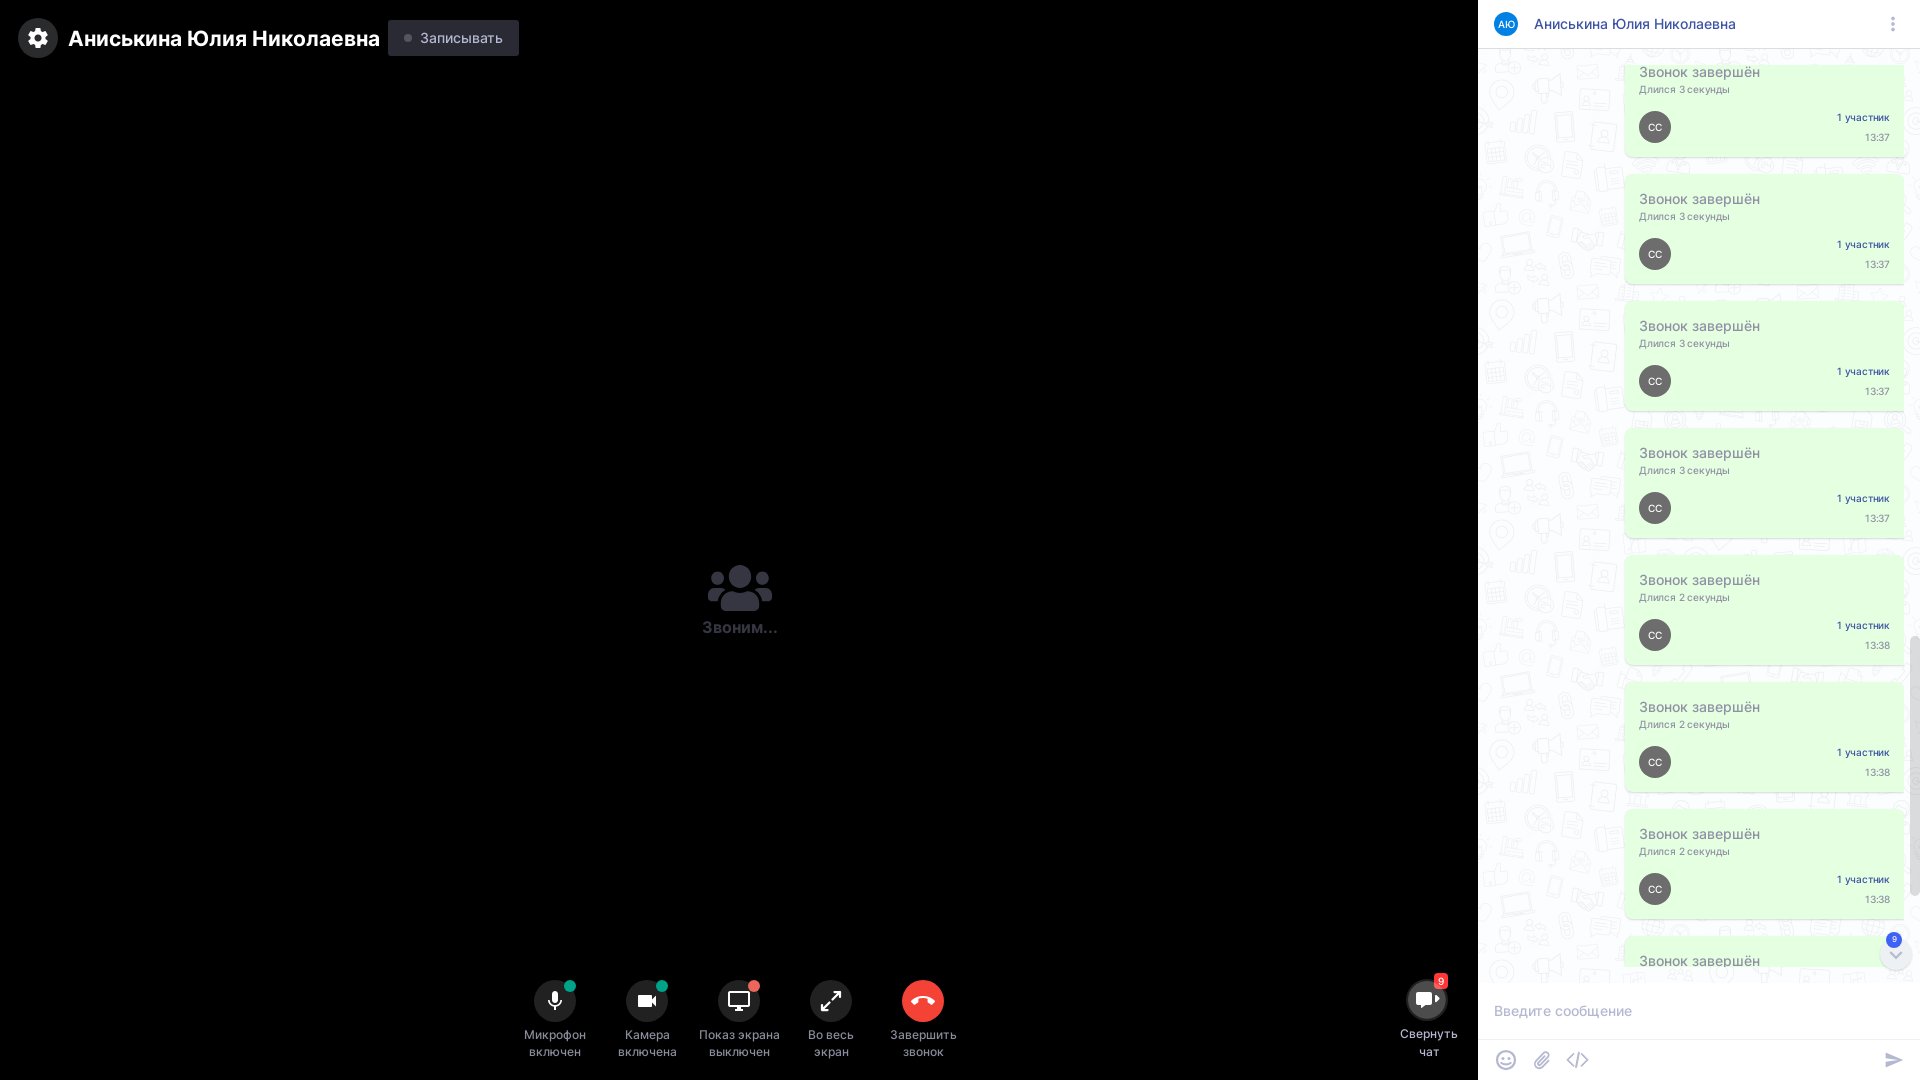 Аниськина Юлия Николаевна
Записывать
Звоним...
Микрофон
включен
Камера
включена
Показ экрана
выключен
Во весь
экран
Завершить
звонок
9
Свернуть
чат
АЮ
Аниськина Юлия Николаевна
Звонок завершён
Длился 3 секунды
СС
1 участник
13:37
Звонок завершён
Длился 3 секунды
СС
1 участник
13:37
Звонок завершён
Длился 3 секунды
СС
1 участник
13:37
Звонок завершён
Длился 3 секунды
СС
1 участник
13:37
Звонок завершён
Длился 2 секунды
СС
1 участник
13:38
Звонок завершён
Длился 2 секунды
СС
1 участник
13:38
Звонок завершён
Длился 2 секунды
СС
1 участник
13:38
Звонок завершён
9
Введите сообщение